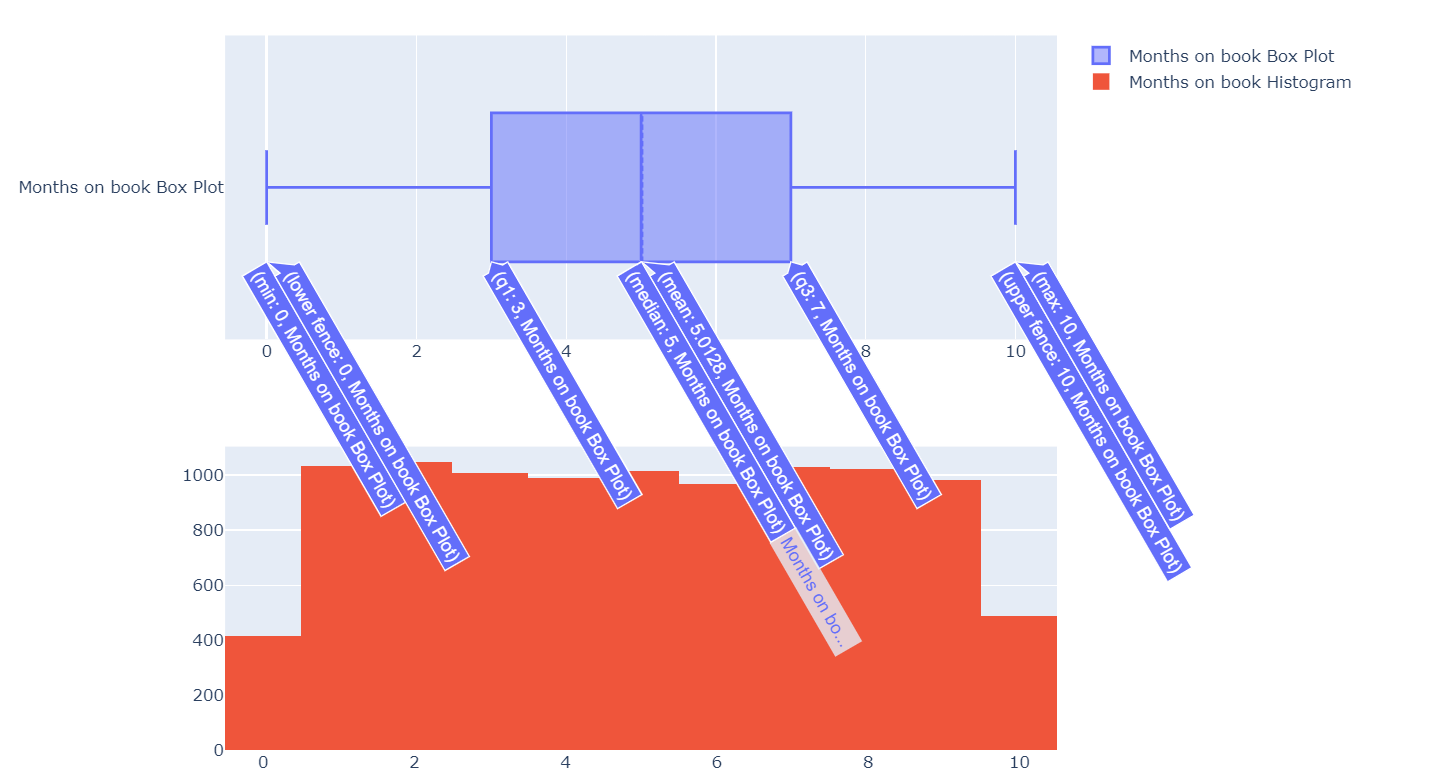 Months on book Box Plot
Months on book Histogram
Months on book Box Plot
(lower fence: 0, Months on book Box Plot)
(min: 0, Months on book Box Plot)
(q1: 3, Months on book Box Plot)
(mean: 5.0128, Months on book Box Plot)
(median: 5, Months on book Box Plot)
Months on bo...
(q3: 7, Months on book Box Plot)
(max: 10, Months on book Box Plot)
(upper fence: 10, Months on book Box Plot)
0 2 4 8 10
1000
800
600
400
200
0
0 2 4 6 8 10